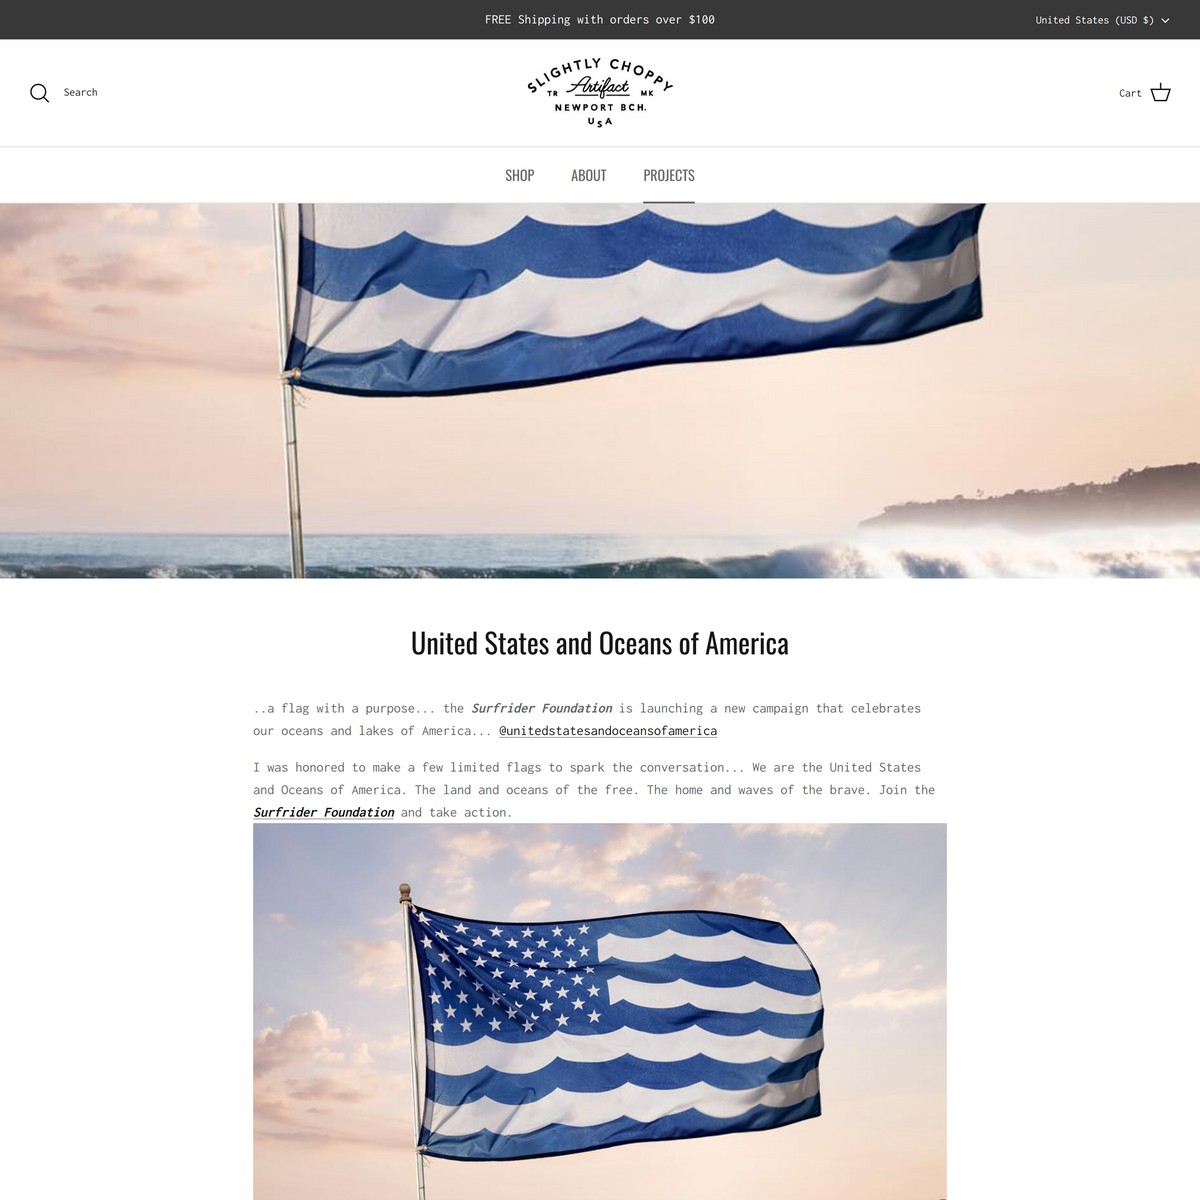 FREE Shipping with orders over $100
United States (USD $)
Search
SLIGHTLY CHOPPY
TR Artifact MK
NEWPORT BCH.
USA
Cart
SHOP ABOUT PROJECTS
United States and Oceans of America
..a flag with a purpose... the Surfrider Foundation is launching a new campaign that celebrates
our oceans and lakes of America... @unitedstatesandoceansofamerica
I was honored to make a few limited flags to spark the conversation... We are the United States
and Oceans of America. The land and oceans of the free. The home and waves of the brave. Join the
Surfrider Foundation and take action.